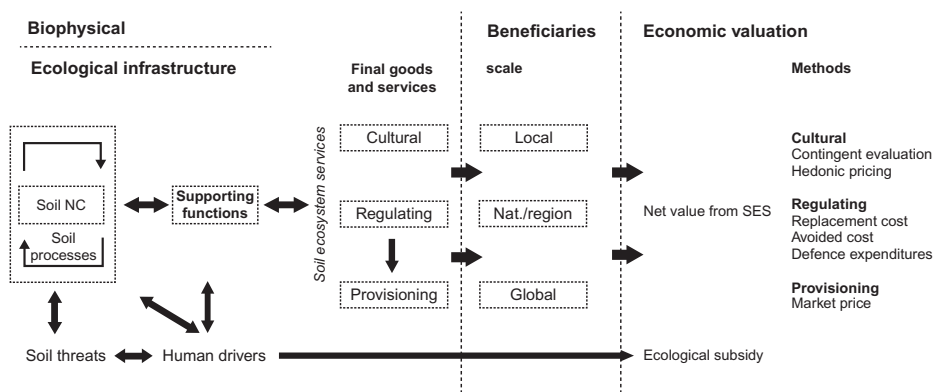 Biophysical
Ecological infrastructure
Soil NC
Soil
processes
Supporting
functions
Soil threats
Human drivers
Soil ecosystem services
Final goods
and services
Cultural
Regulating
Provisioning
Beneficiaries
scale
Local
Nat./region
Global
Economic valuation
Net value from SES
Ecological subsidy
Methods
Cultural
Contingent evaluation
Hedonic pricing
Regulating
Replacement cost
Avoided cost
Defence expenditures
Provisioning
Market price